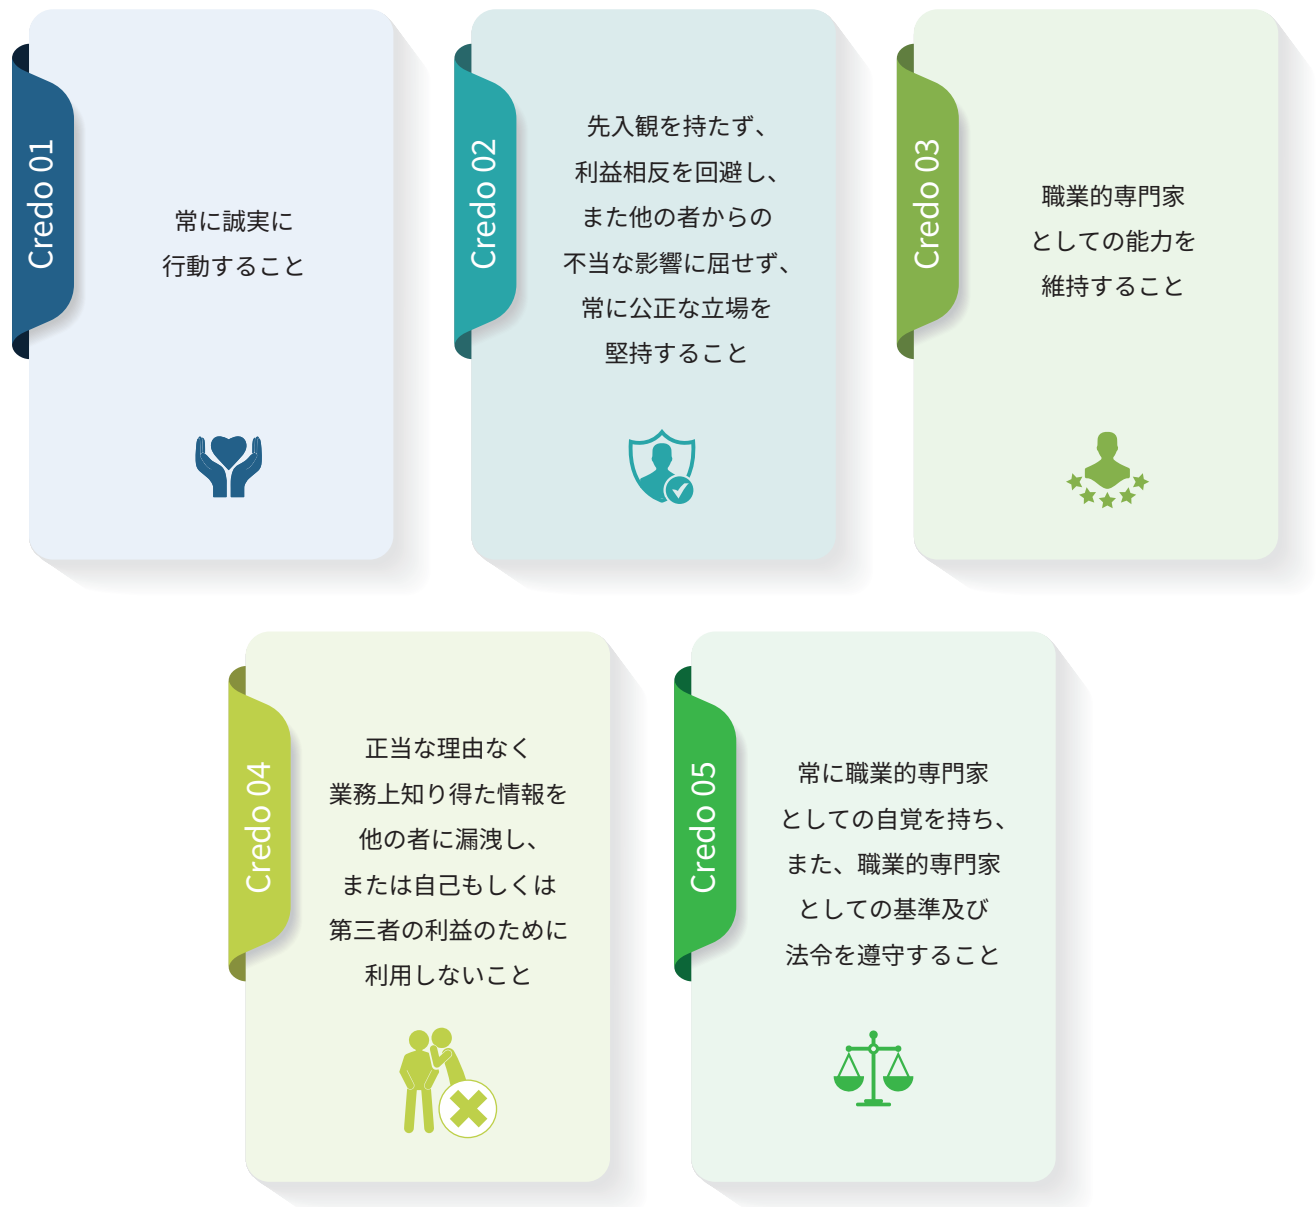 Credo 01
常に誠実に
行動すること
Credo 02
先入観を持たず、
利益相反を回避し、
また他の者からの
不当な影響に屈せず、
常に公正な立場を
堅持すること
Credo 03
職業的専門家
としての能力を
維持すること
Credo 04
正当な理由なく
業務上知り得た情報を
他の者に漏洩し、
または自己もしくは
第三者の利益のために
利用しないこと
Credo 05
常に職業的専門家
としての自覚を持ち、
また、職業的専門家
としての基準及び
法令を遵守すること